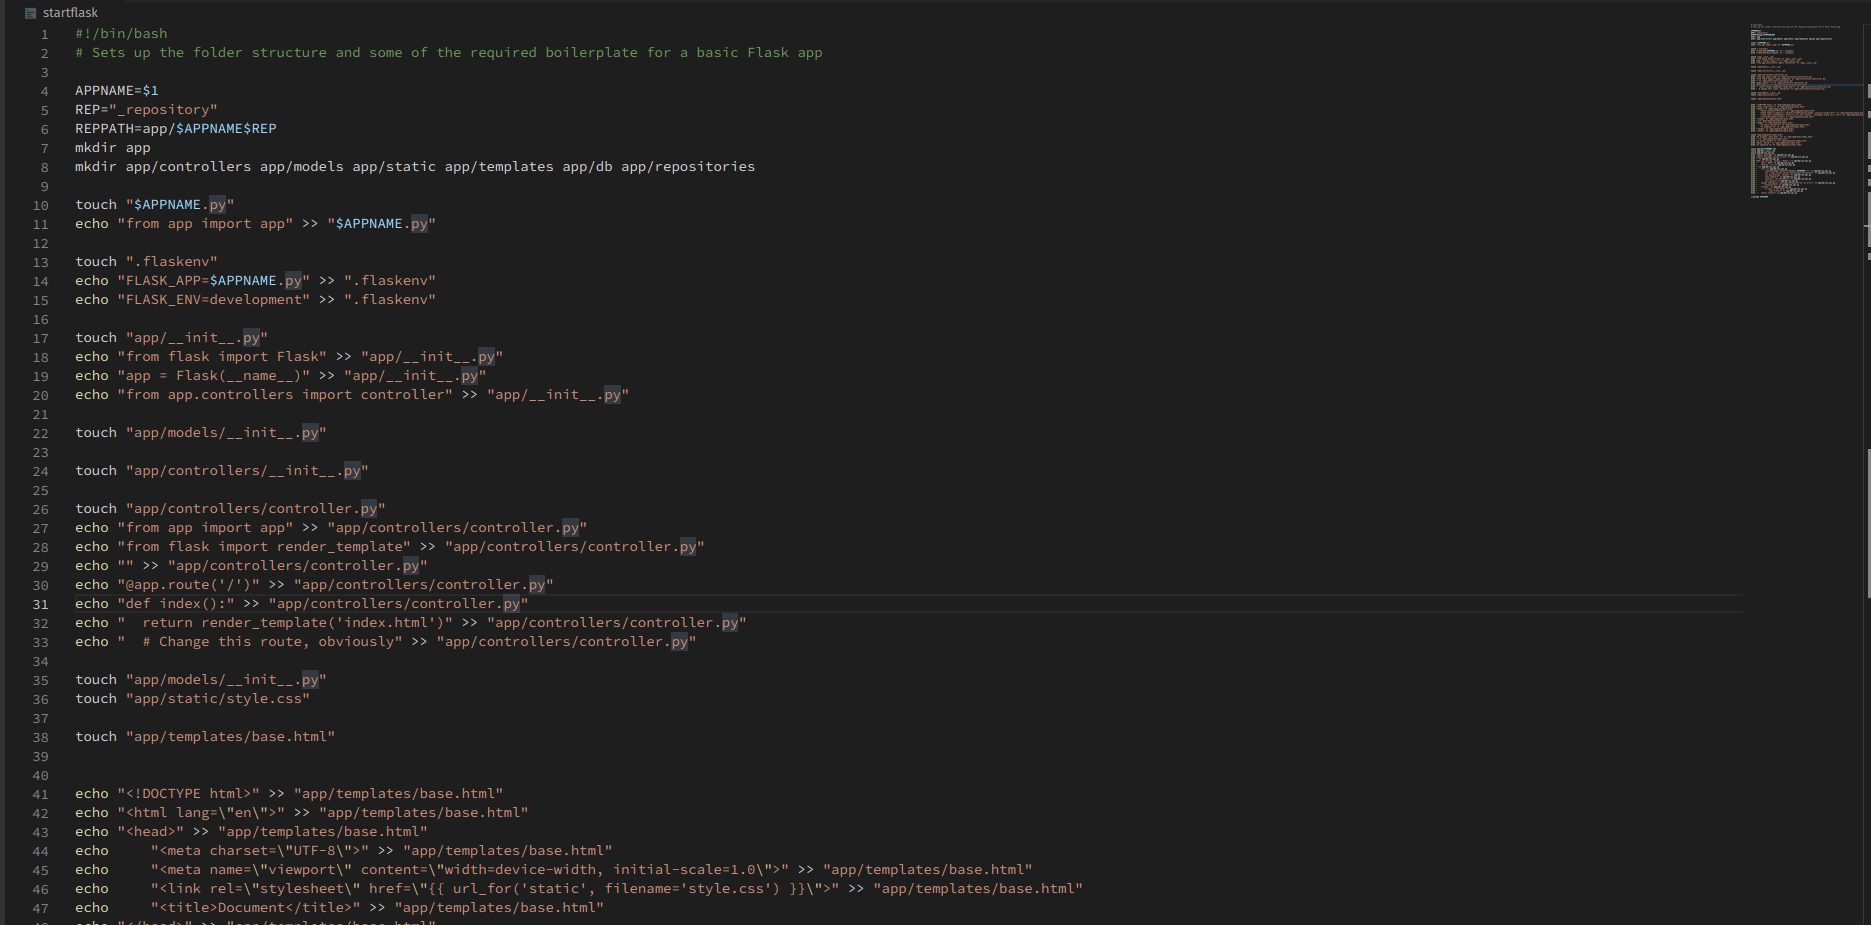 startflask
1 #!/bin/bash
2 # Sets up the folder structure and some of the required boilerplate for a basic Flask app
3
4 APPNAME=$1
5 REP="_repository"
6 REPPATH=app/$APPNAME$REP
7 mkdir app
8 mkdir app/controllers app/models app/static app/templates app/db app/repositories
9
10 touch "$APPNAME.py"
11 echo "from app import app" >> "$APPNAME.py"
12
13 touch ".flaskenv"
14 echo "FLASK_APP=$APPNAME.py" >> ".flaskenv"
15 echo "FLASK_ENV=development" >> ".flaskenv"
16
17 touch "app/__init__.py"
18 echo "from flask import Flask" >> "app/__init__.py"
19 echo "app = Flask(__name__)" >> "app/__init__.py"
20 echo "from app.controllers import controller" >> "app/__init__.py"
21
22 touch "app/models/__init__.py"
23
24 touch "app/controllers/__init__.py"
25
26 touch "app/controllers/controller.py"
27 echo "from app import app" >> "app/controllers/controller.py"
28 echo "from flask import render_template" >> "app/controllers/controller.py"
29 echo "" >> "app/controllers/controller.py"
30 echo "@app.route('/')" >> "app/controllers/controller.py"
31 echo "def index():" >> "app/controllers/controller.py"
32 echo "  return render_template('index.html')" >> "app/controllers/controller.py"
33 echo "  # Change this route, obviously" >> "app/controllers/controller.py"
34
35 touch "app/models/__init__.py"
36 touch "app/static/style.css"
37
38 touch "app/templates/base.html"
39
40
41 echo "<!DOCTYPE html>" >> "app/templates/base.html"
42 echo "<html lang=\"en\">" >> "app/templates/base.html"
43 echo "<head>" >> "app/templates/base.html"
44 echo     "<meta charset=\"UTF-8\">" >> "app/templates/base.html"
45 echo     "<meta name=\"viewport\" content=\"width=device-width, initial-scale=1.0\">" >> "app/templates/base.html"
46 echo     "<link rel=\"stylesheet\" href=\"{{ url_for('static', filename='style.css') }}\">" >> "app/templates/base.html"
47 echo     "<title>Document</title>" >> "app/templates/base.html"